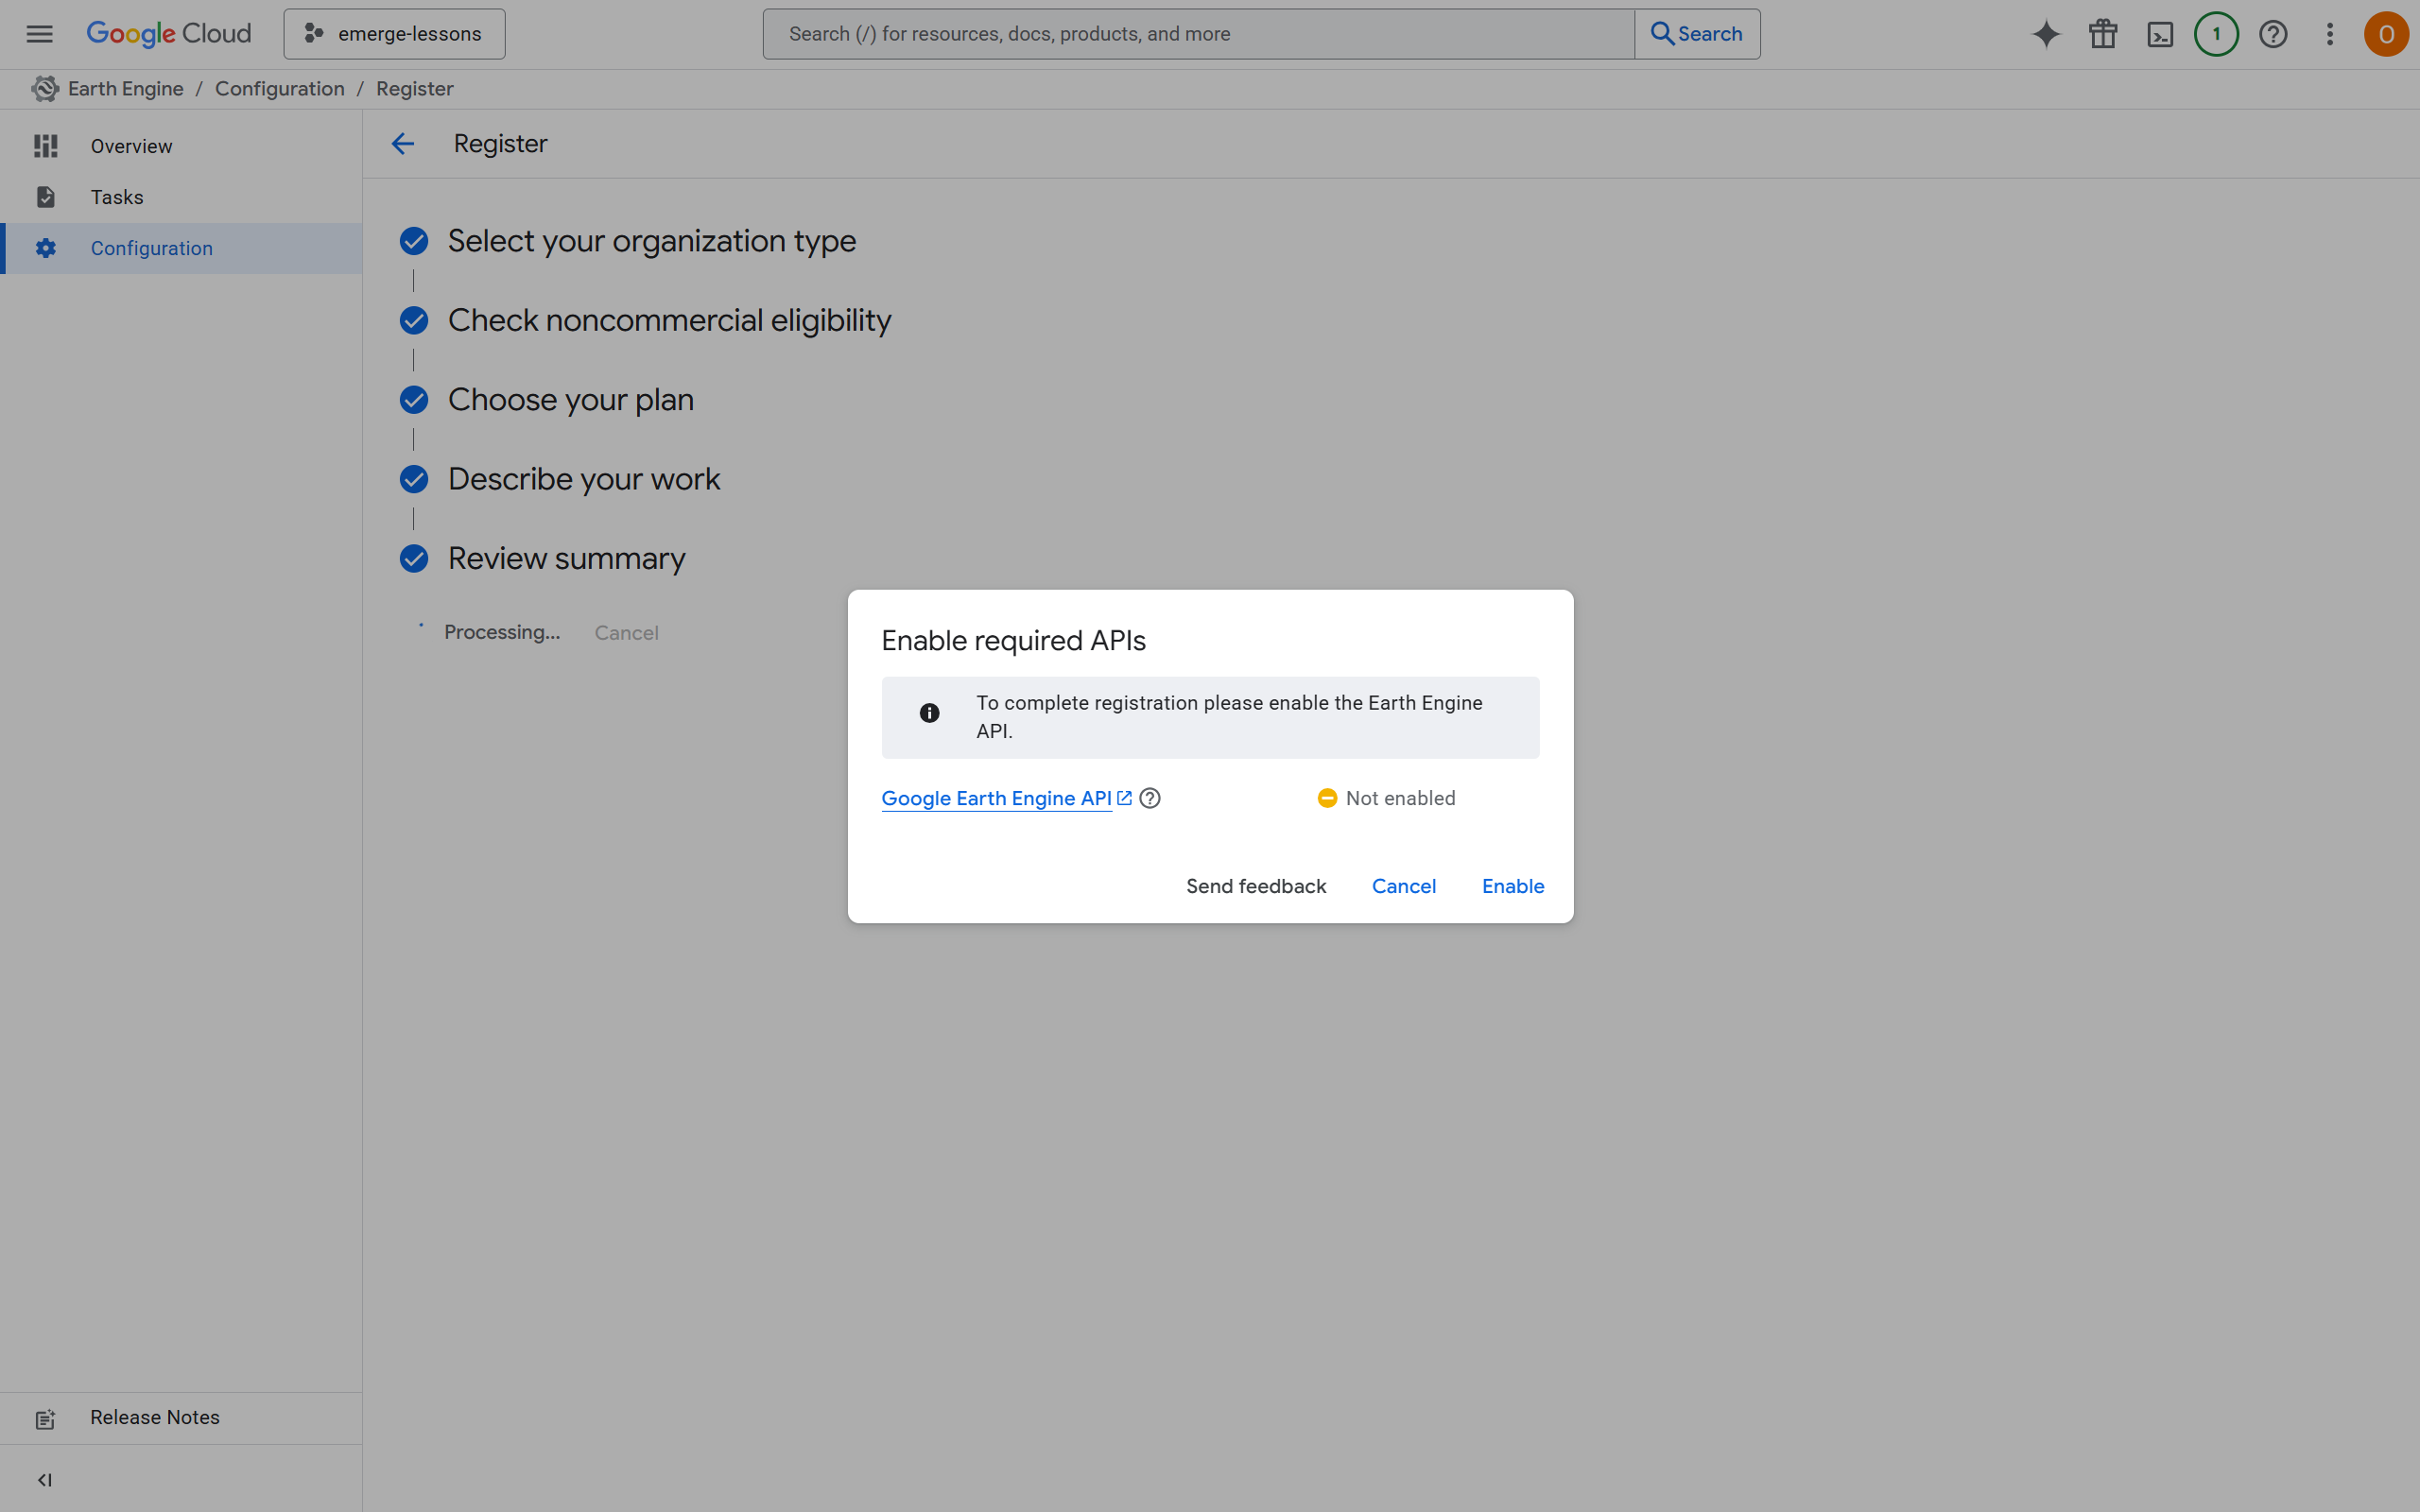 Google Cloud
emerge-lessons
Search (/) for resources, docs, products, and more
Search
1
O
Earth Engine / Configuration / Register
Overview
Tasks
Configuration
Register
Select your organization type
Check noncommercial eligibility
Choose your plan
Describe your work
Review summary
Processing... Cancel
Enable required APIs
To complete registration please enable the Earth Engine
API.
Google Earth Engine API
Not enabled
Send feedback Cancel Enable
Release Notes